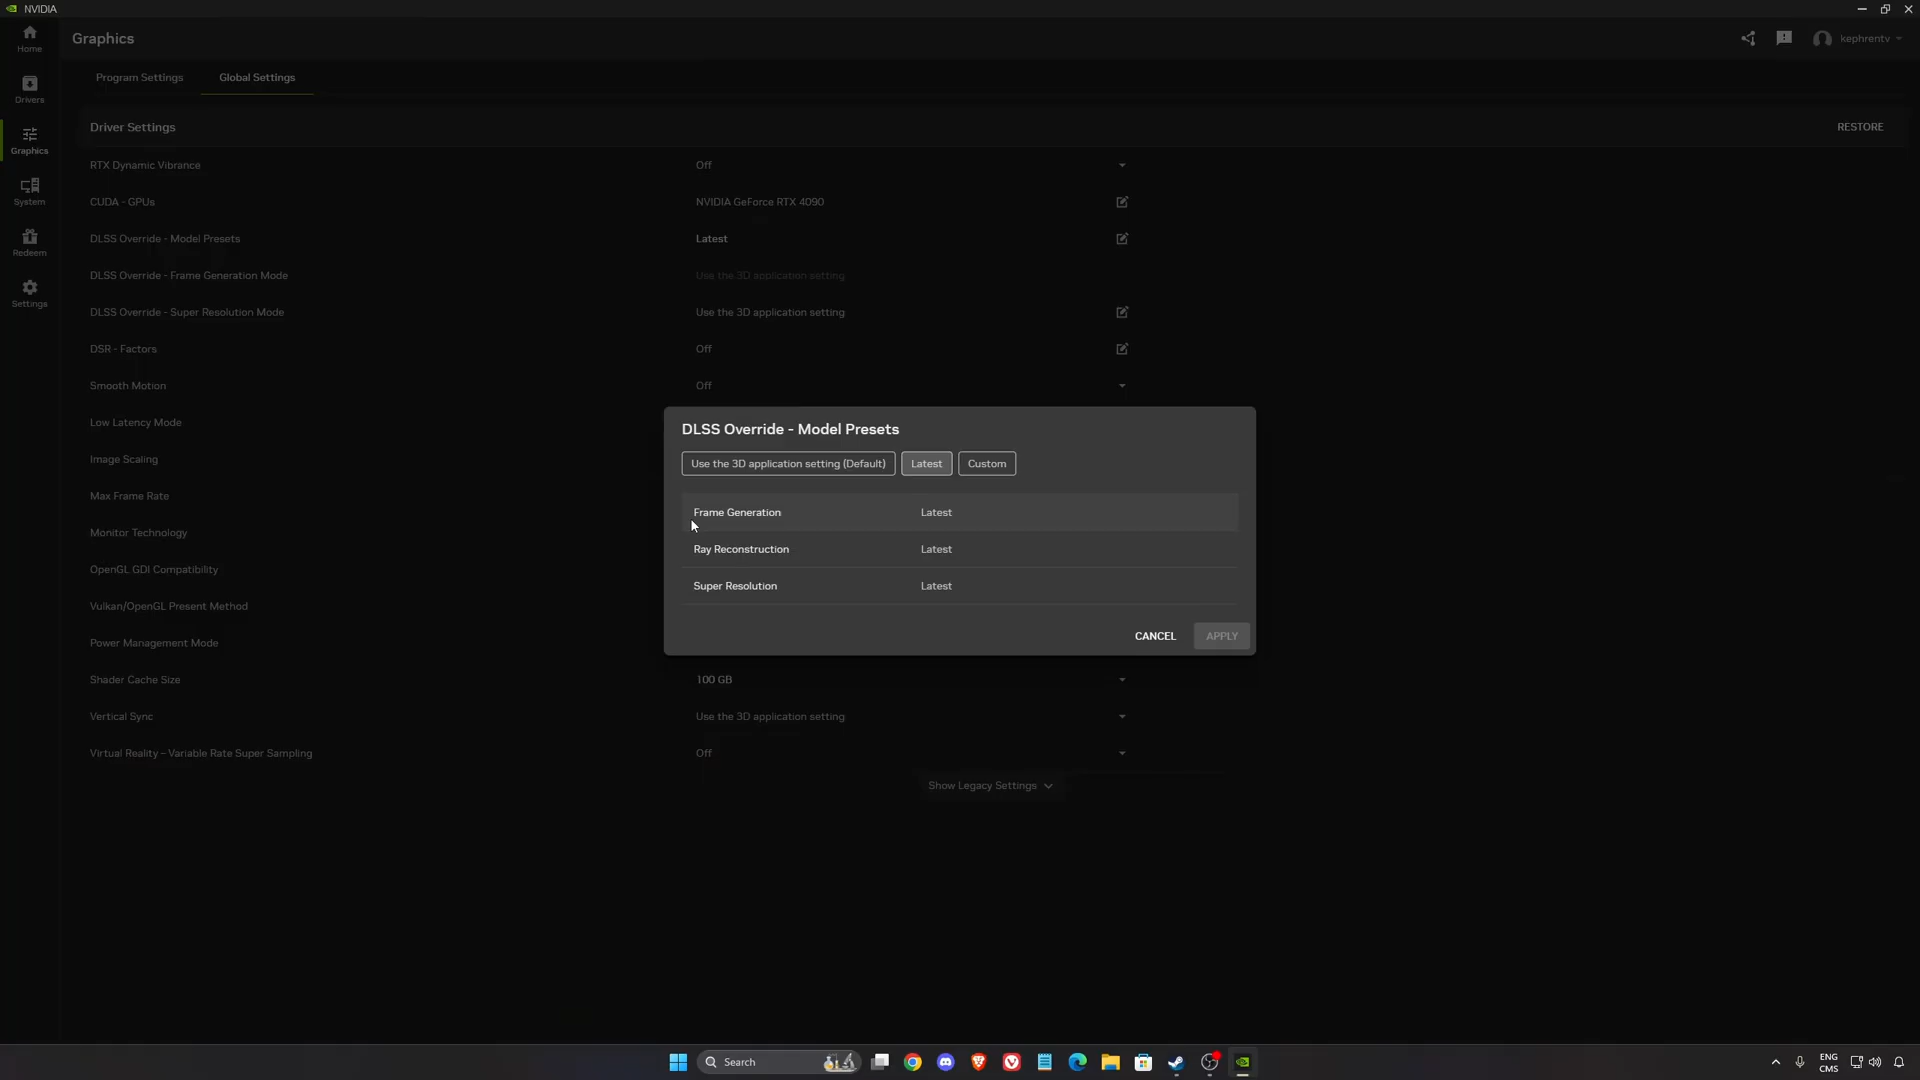 NVIDIA
Home
Graphics
kephrentv
Program Settings
Global Settings
Drivers
Driver Settings
RESTORE
Graphics
RTX Dynamic Vibrance
Off
CUDA - GPUs
NVIDIA GeForce RTX 4090
System
DLSS Override - Model Presets
Latest
Redeem
DLSS Override - Frame Generation Mode
Use the 3D application setting
Settings
DLSS Override - Super Resolution Mode
Use the 3D application setting
DSR - Factors
Off
Smooth Motion
Off
Low Latency Mode
Image Scaling
Max Frame Rate
Monitor Technology
OpenGL GDI Compatibility
Vulkan/OpenGL Present Method
Power Management Mode
DLSS Override - Model Presets
Use the 3D application setting (Default)
Latest
Custom
Frame Generation
Latest
Ray Reconstruction
Latest
Super Resolution
Latest
CANCEL
APPLY
Shader Cache Size
100 GB
Vertical Sync
Use the 3D application setting
Virtual Reality – Variable Rate Super Sampling
Off
Show Legacy Settings
Search
ENG
CMS